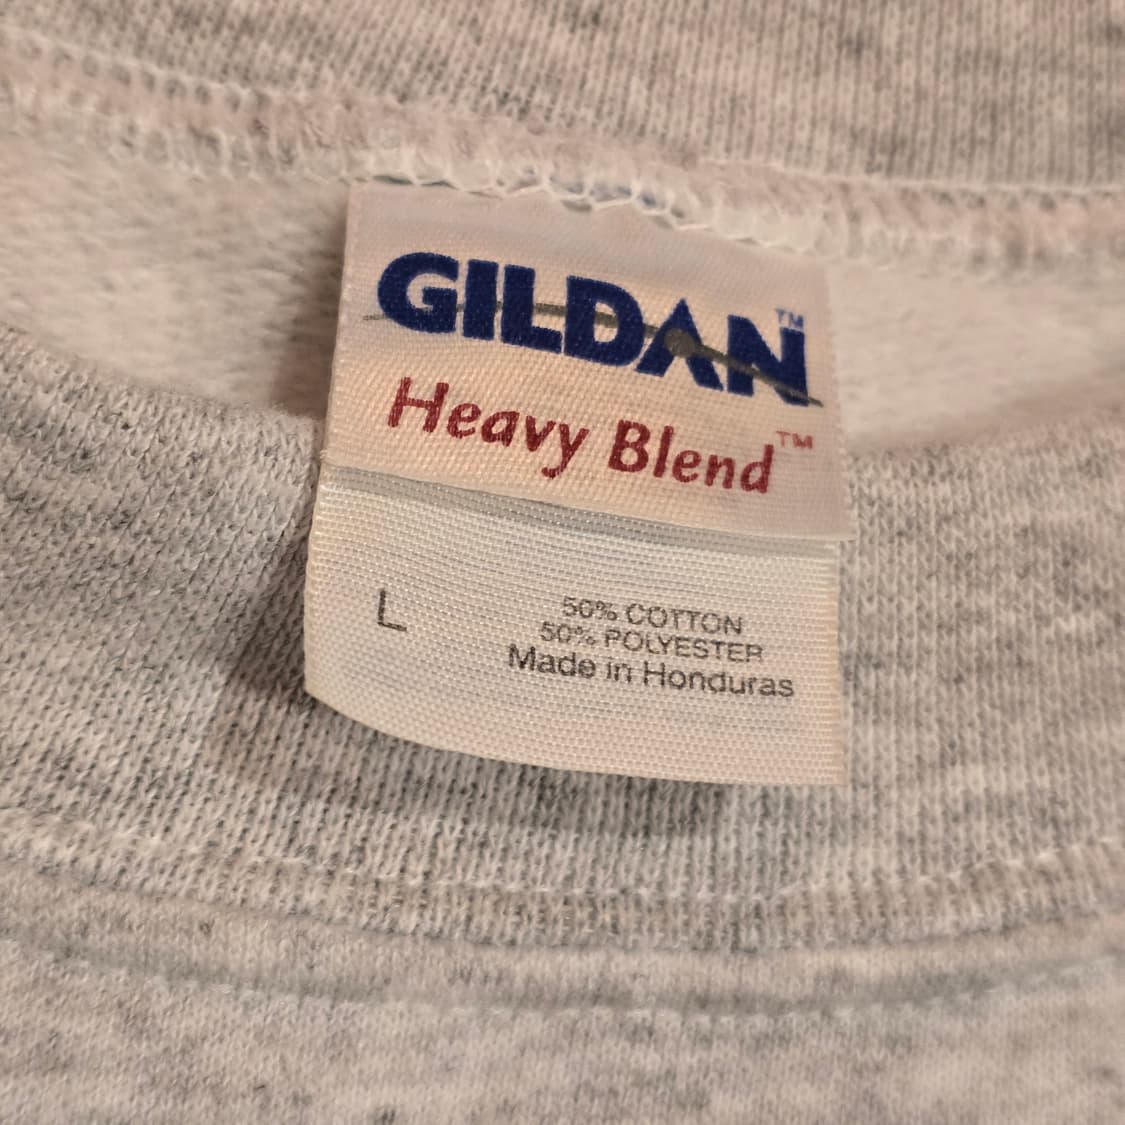 GILDAN™
Heavy Blend™
L
50% COTTON
50% POLYESTER
Made in Honduras